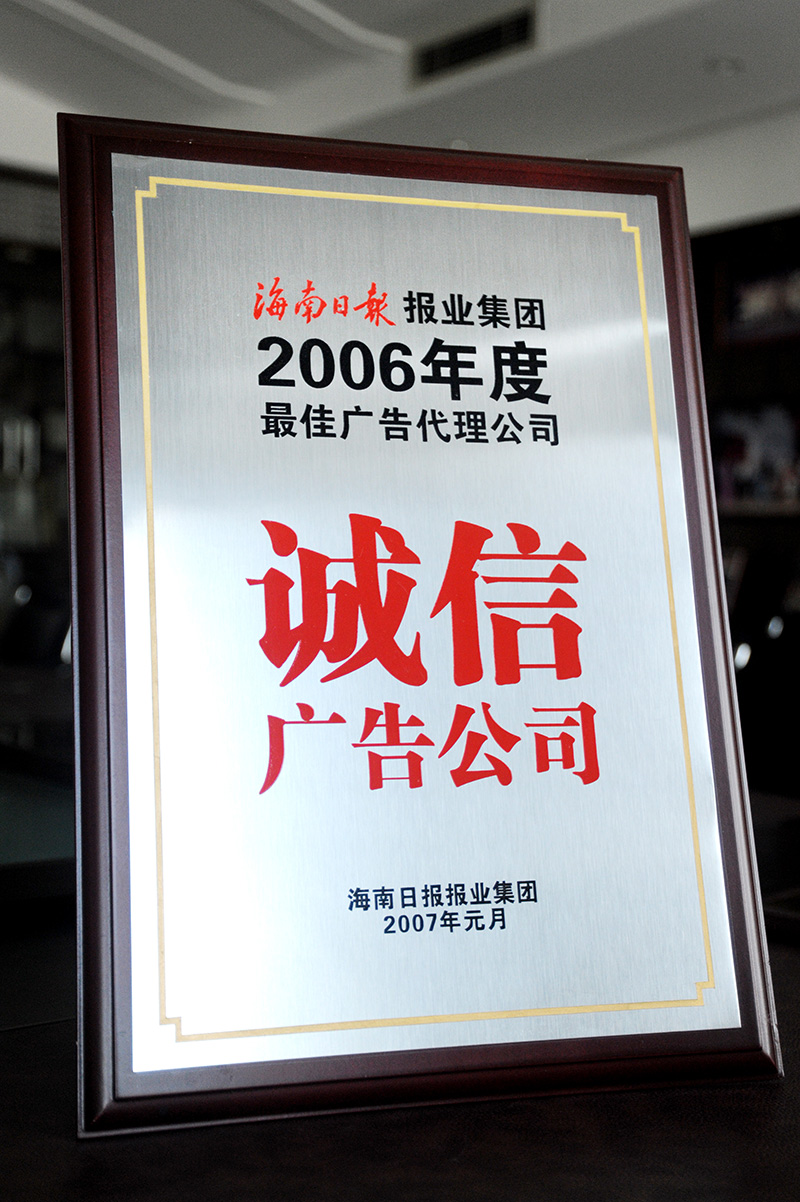 海南日報 报业集团
2006年度
最佳广告代理公司
诚信
广告公司
海南日报报业集团
2007年元月